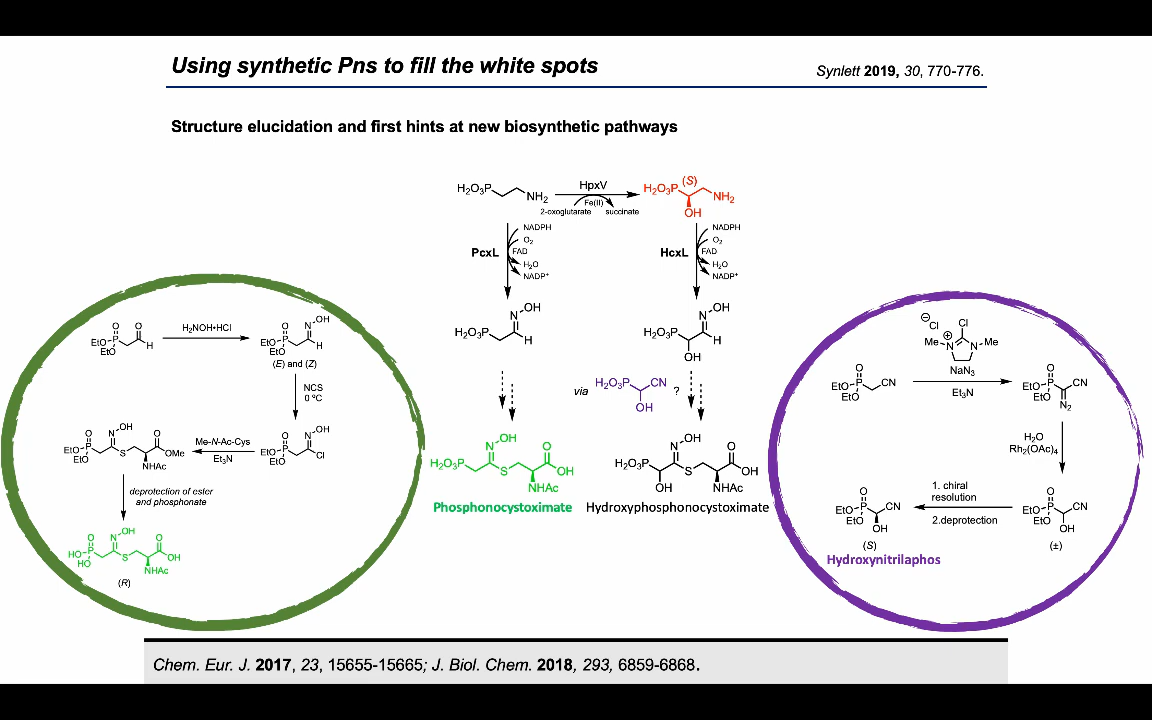 Using synthetic Pns to fill the white spots
Synlett 2019, 30, 770-776.
Structure elucidation and first hints at new biosynthetic pathways
H₂O₃P NH₂
HpxV
Fe(II)
2-oxoglutarate succinate
H₂O₃P (S) NH₂
OH
PcxL
NADPH
O₂
FAD
H₂O
NADP⁺
HcxL
NADPH
O₂
FAD
H₂O
NADP⁺
H₂O₃P N OH
H
H₂O₃P N OH
H
OH
via H₂O₃P CN ?
OH
H₂O₃P N OH
S O OH
NHAc
Phosphonocystoximate
H₂O₃P N OH
OH S O OH
NHAc
Hydroxyphosphonocystoximate
O O
EtO P H
EtO
H₂NOH•HCl
O N OH
EtO P H
EtO
(E) and (Z)
NCS
0 ºC
O N OH
EtO P Cl
EtO
Me-N-Ac-Cys
Et₃N
O N OH O
EtO P S OMe
EtO NHAc
deprotection of ester
and phosphonate
O N OH O
HO P S OH
HO NHAc
(R)
O
EtO P CN
EtO
⊖Cl Cl
Me N ⊕ N Me
NaN₃
Et₃N
O
EtO P CN
EtO N₂
H₂O
Rh₂(OAc)₄
O
EtO P CN
EtO OH
(±)
1. chiral
resolution
2.deprotection
O
EtO P CN
EtO OH
(S)
Hydroxynitrilaphos
Chem. Eur. J. 2017, 23, 15655-15665; J. Biol. Chem. 2018, 293, 6859-6868.